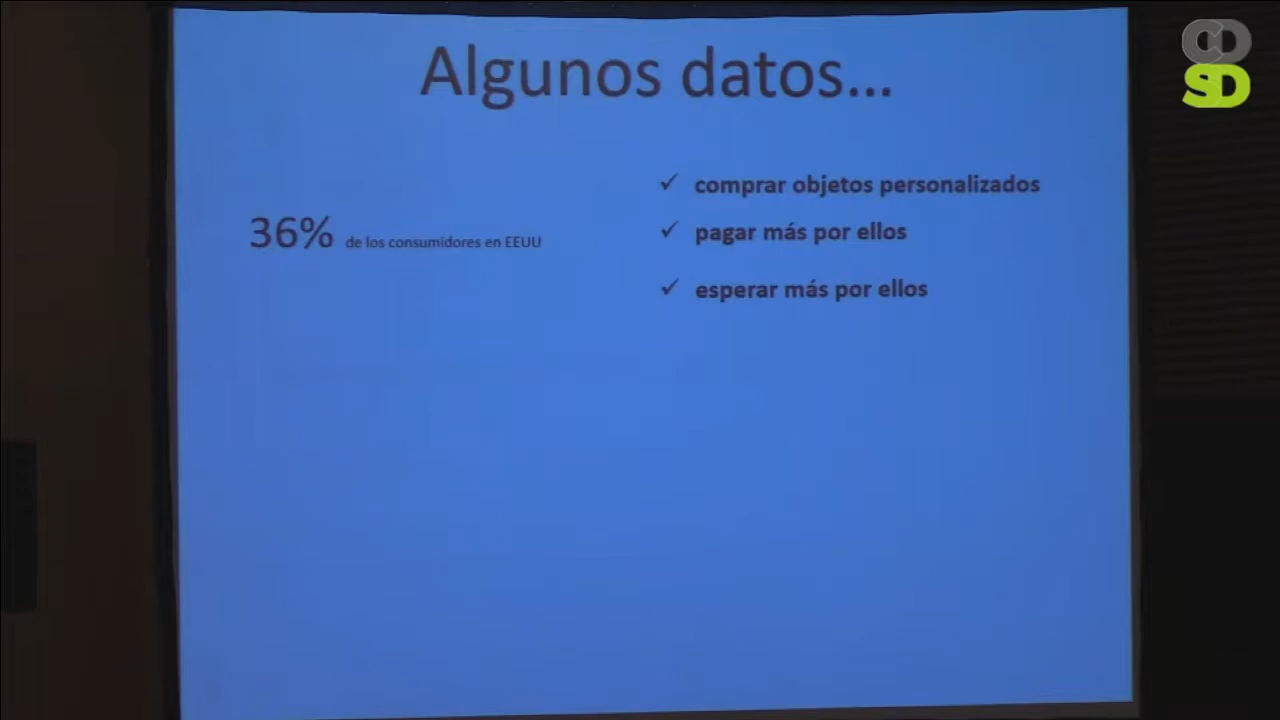 Algunos datos...
36% de los consumidores en EEUU
✓ comprar objetos personalizados
✓ pagar más por ellos
✓ esperar más por ellos
CD
SD